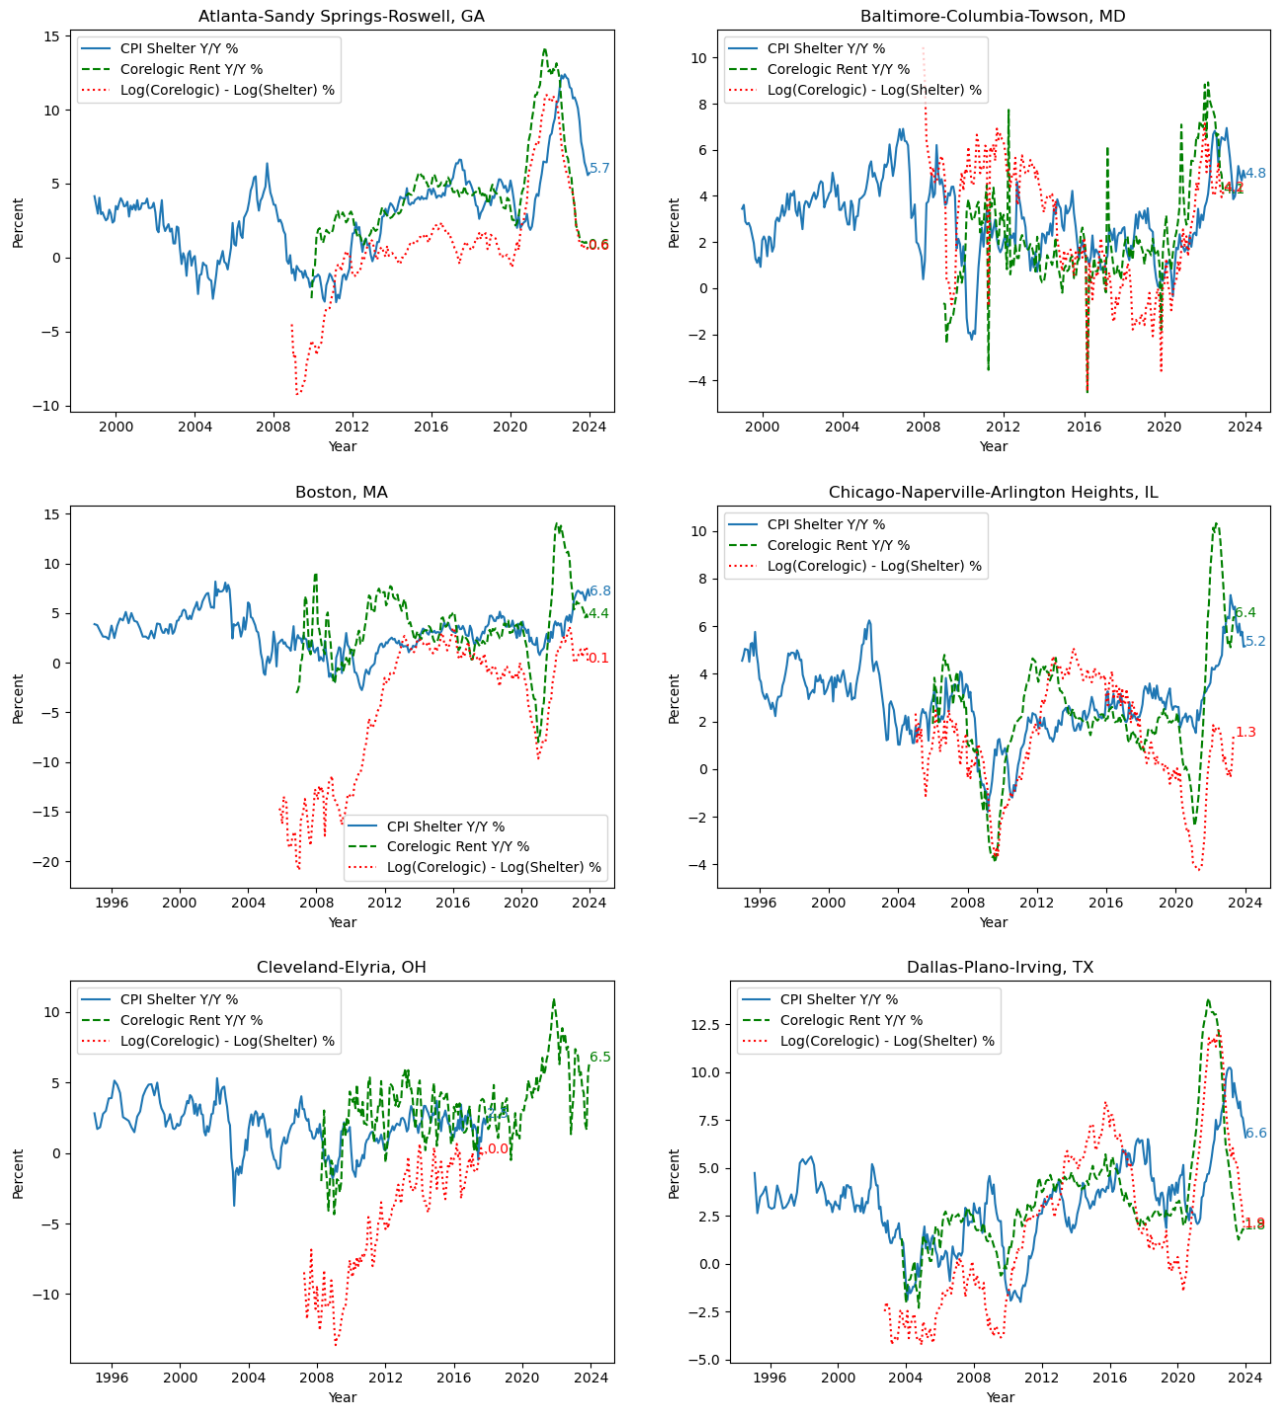 Atlanta-Sandy Springs-Roswell, GA
CPI Shelter Y/Y %
Corelogic Rent Y/Y %
Log(Corelogic) - Log(Shelter) %
15
10
5
0
−5
−10
Percent
5.7
0.6
2000
2004
2008
2012
2016
2020
2024
Year
Baltimore-Columbia-Towson, MD
CPI Shelter Y/Y %
Corelogic Rent Y/Y %
Log(Corelogic) - Log(Shelter) %
10
8
6
4
2
0
−2
−4
Percent
4.8
4.2
2000
2004
2008
2012
2016
2020
2024
Year
Boston, MA
15
10
5
0
−5
−10
−15
−20
Percent
6.8
4.4
0.1
CPI Shelter Y/Y %
Corelogic Rent Y/Y %
Log(Corelogic) - Log(Shelter) %
1996
2000
2004
2008
2012
2016
2020
2024
Year
Chicago-Naperville-Arlington Heights, IL
CPI Shelter Y/Y %
Corelogic Rent Y/Y %
Log(Corelogic) - Log(Shelter) %
10
8
6
4
2
0
−2
−4
Percent
6.4
5.2
1.3
1996
2000
2004
2008
2012
2016
2020
2024
Year
Cleveland-Elyria, OH
CPI Shelter Y/Y %
Corelogic Rent Y/Y %
Log(Corelogic) - Log(Shelter) %
10
5
0
−5
−10
Percent
6.5
0.0
1996
2000
2004
2008
2012
2016
2020
2024
Year
Dallas-Plano-Irving, TX
CPI Shelter Y/Y %
Corelogic Rent Y/Y %
Log(Corelogic) - Log(Shelter) %
12.5
10.0
7.5
5.0
2.5
0.0
−2.5
−5.0
Percent
6.6
1996
2000
2004
2008
2012
2016
2020
2024
Year